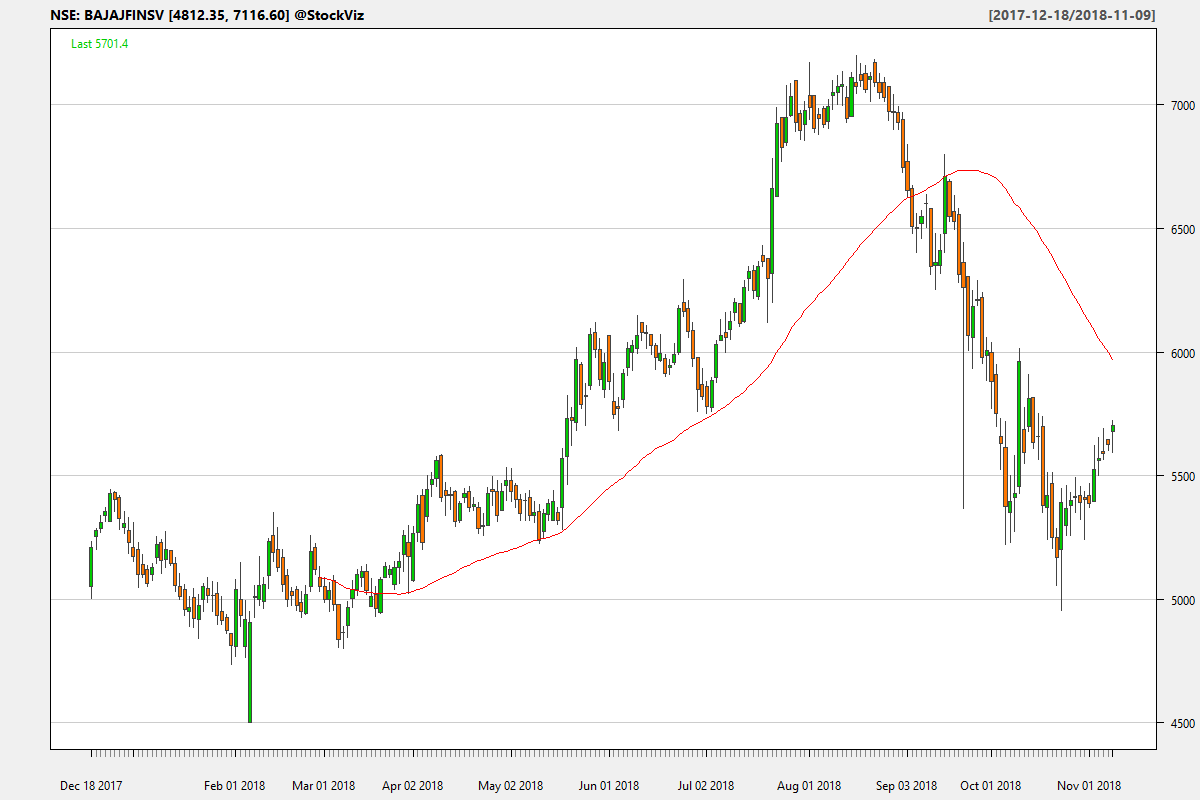 NSE: BAJAJFINSV [4812.35, 7116.60] @StockViz [2017-12-18/2018-11-09]
Last 5701.4
7000
6500
6000
5500
5000
4500
Dec 18 2017 Feb 01 2018 Mar 01 2018 Apr 02 2018 May 02 2018 Jun 01 2018 Jul 02 2018 Aug 01 2018 Sep 03 2018 Oct 01 2018 Nov 01 2018